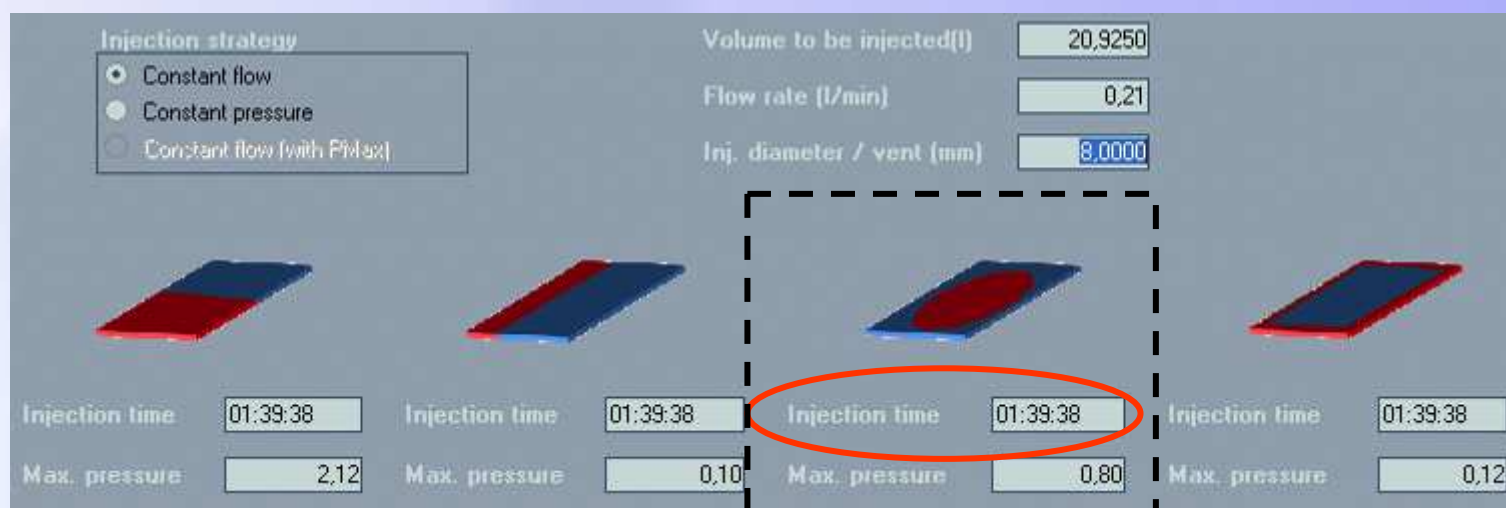 Injection strategy
Constant flow
Constant pressure
Constant flow (with PMax)
Volume to be injected(l) 20,9250
Flow rate (l/min) 0,21
Inj. diameter / vent (mm) 8,0000
Injection time 01:39:38 Injection time 01:39:38 Injection time 01:39:38 Injection time 01:39:38
Max. pressure 2,12 Max. pressure 0,10 Max. pressure 0,80 Max. pressure 0,12